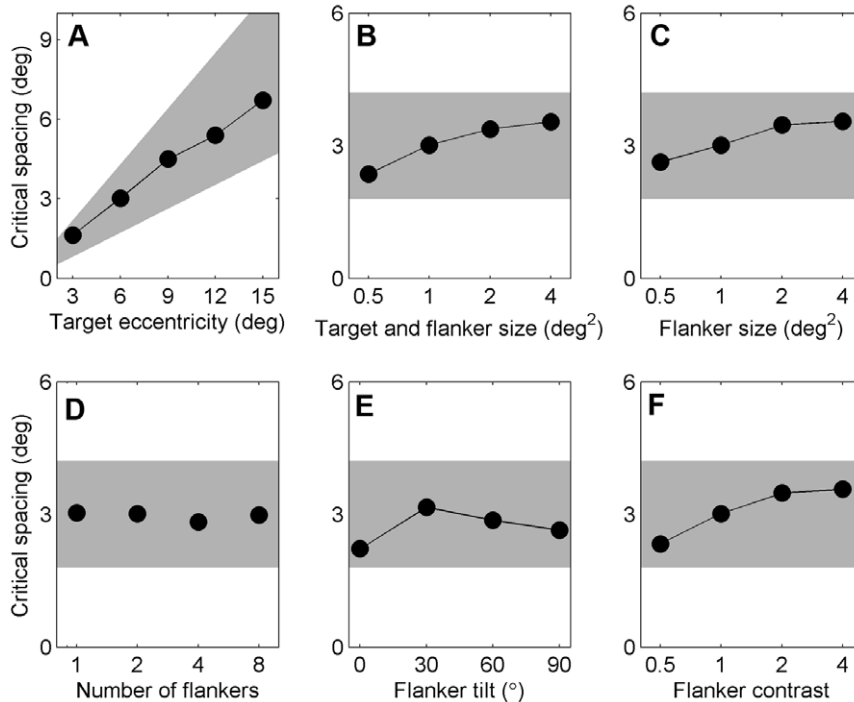 A
B
C
Critical spacing (deg)
9
6
3
0
6
3
0
6
3
0
3 6 9 12 15
0.5 1 2 4
0.5 1 2 4
Target eccentricity (deg)
Target and flanker size (deg²)
Flanker size (deg²)
D
E
F
Critical spacing (deg)
6
3
0
6
3
0
6
3
0
1 2 4 8
0 30 60 90
0.5 1 2 4
Number of flankers
Flanker tilt (°)
Flanker contrast